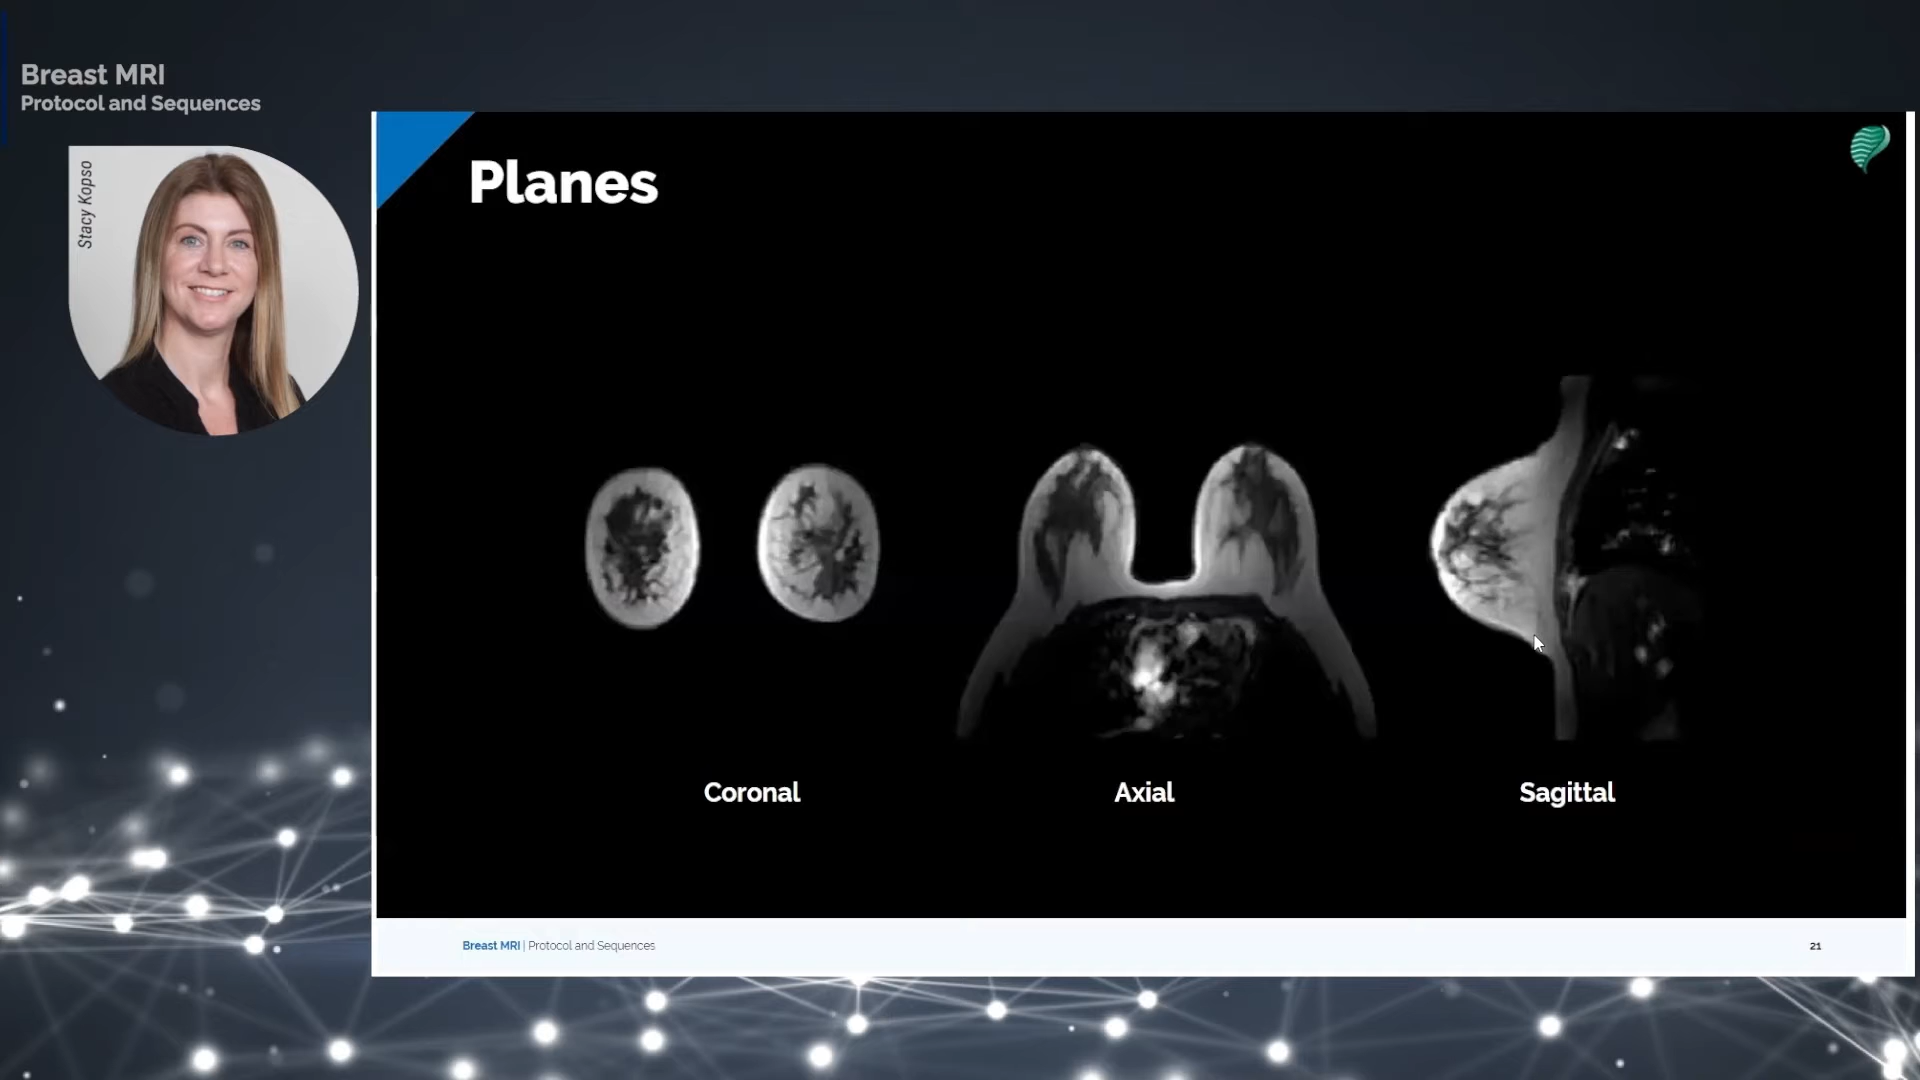 Breast MRI
Protocol and Sequences
Stacy Kopso
Planes
Coronal
Axial
Sagittal
Breast MRI | Protocol and Sequences
21